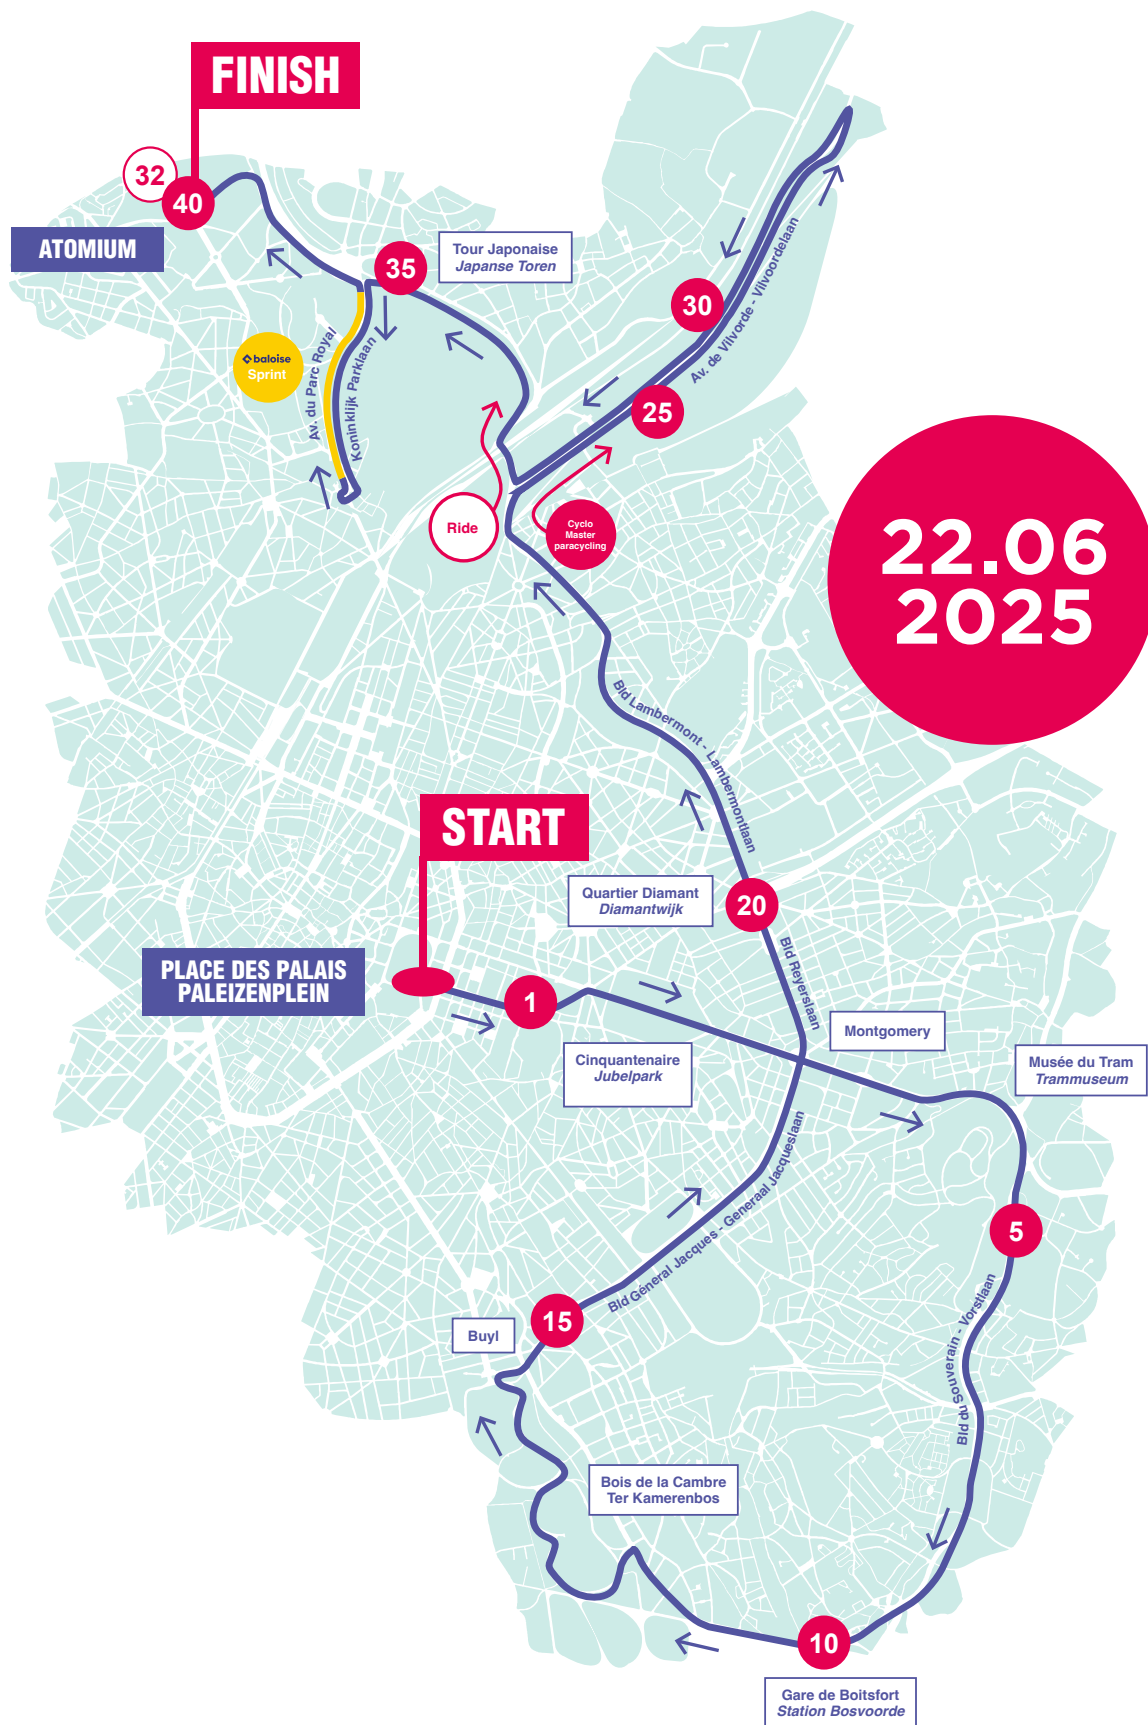 FINISH
32
40
ATOMIUM
35
Tour Japonaise
Japanse Toren
30
Av. de Vilvorde - Vilvoordelaan
25
baloise
Sprint
Av. du Parc Royal
Koninklijk Parklaan
Ride
Cyclo
Master
paracycling
22.06
2025
Bld Lambermont - Lambermontlaan
START
Quartier Diamant
Diamantwijk
20
Bld Reyerslaan
PLACE DES PALAIS
PALEIZENPLEIN
1
Montgomery
Cinquantenaire
Jubelpark
Musée du Tram
Trammuseum
Bld Géneral Jacques - Generaal Jacqueslaan
5
Bld du Souverain - Vorstlaan
15
Buyl
Bois de la Cambre
Ter Kamerenbos
10
Gare de Boitsfort
Station Bosvoorde